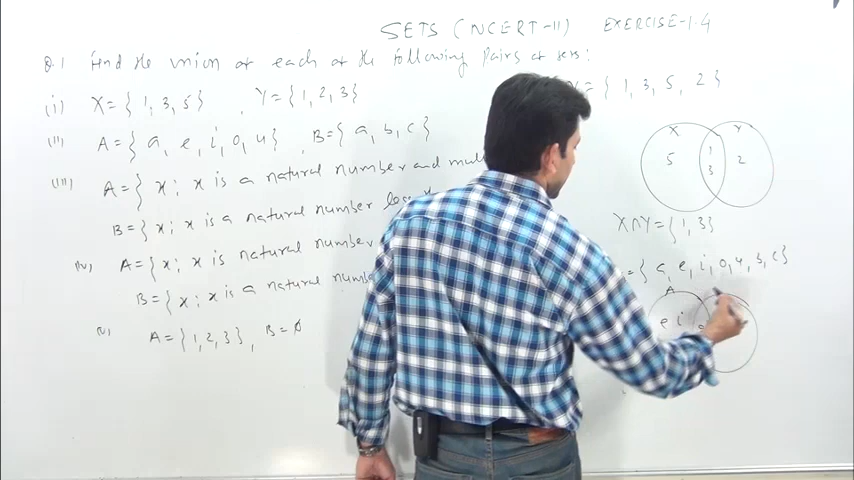 SETS (NCERT-11) EXERCISE-1.4
Q.1 Find the union of each of the following pairs of sets:
(i) X = { 1, 3, 5} , Y = {1, 2, 3}
= { 1, 3, 5, 2 }
(ii) A = { a, e, i, o, u } , B = { a, b, c }
(iii) A = { x ; x is a natural number and
B = { x ; x is a natural number less
(iv) A = { x ; x is a natural number
B = { x ; x is a natural
(v) A = {1, 2, 3} , B = ϕ
X Y
5 1 3 2
X∩Y = { 1, 3}
= { a, e, i, o, u, b, c }
A
e i